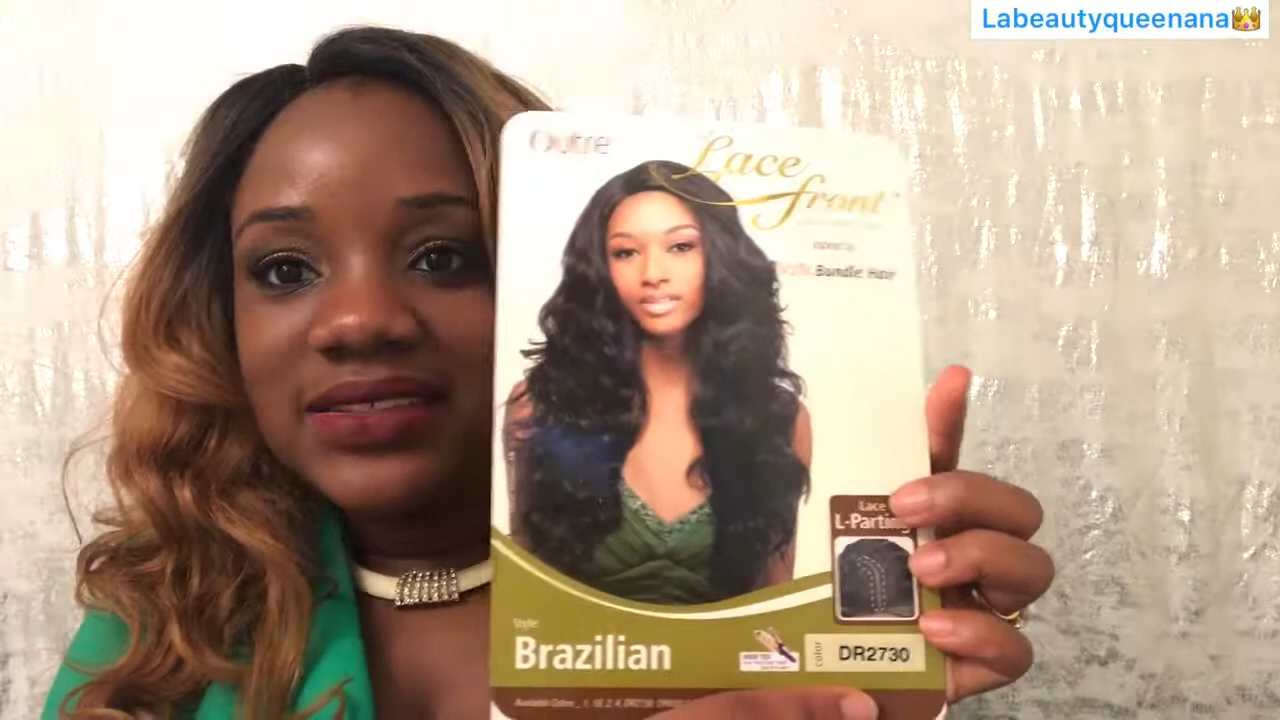 Labeautyqueenana👑
Outre
Lace
front
Bundle Hair
Lace
L-Parting
Style:
Brazilian
color
DR2730